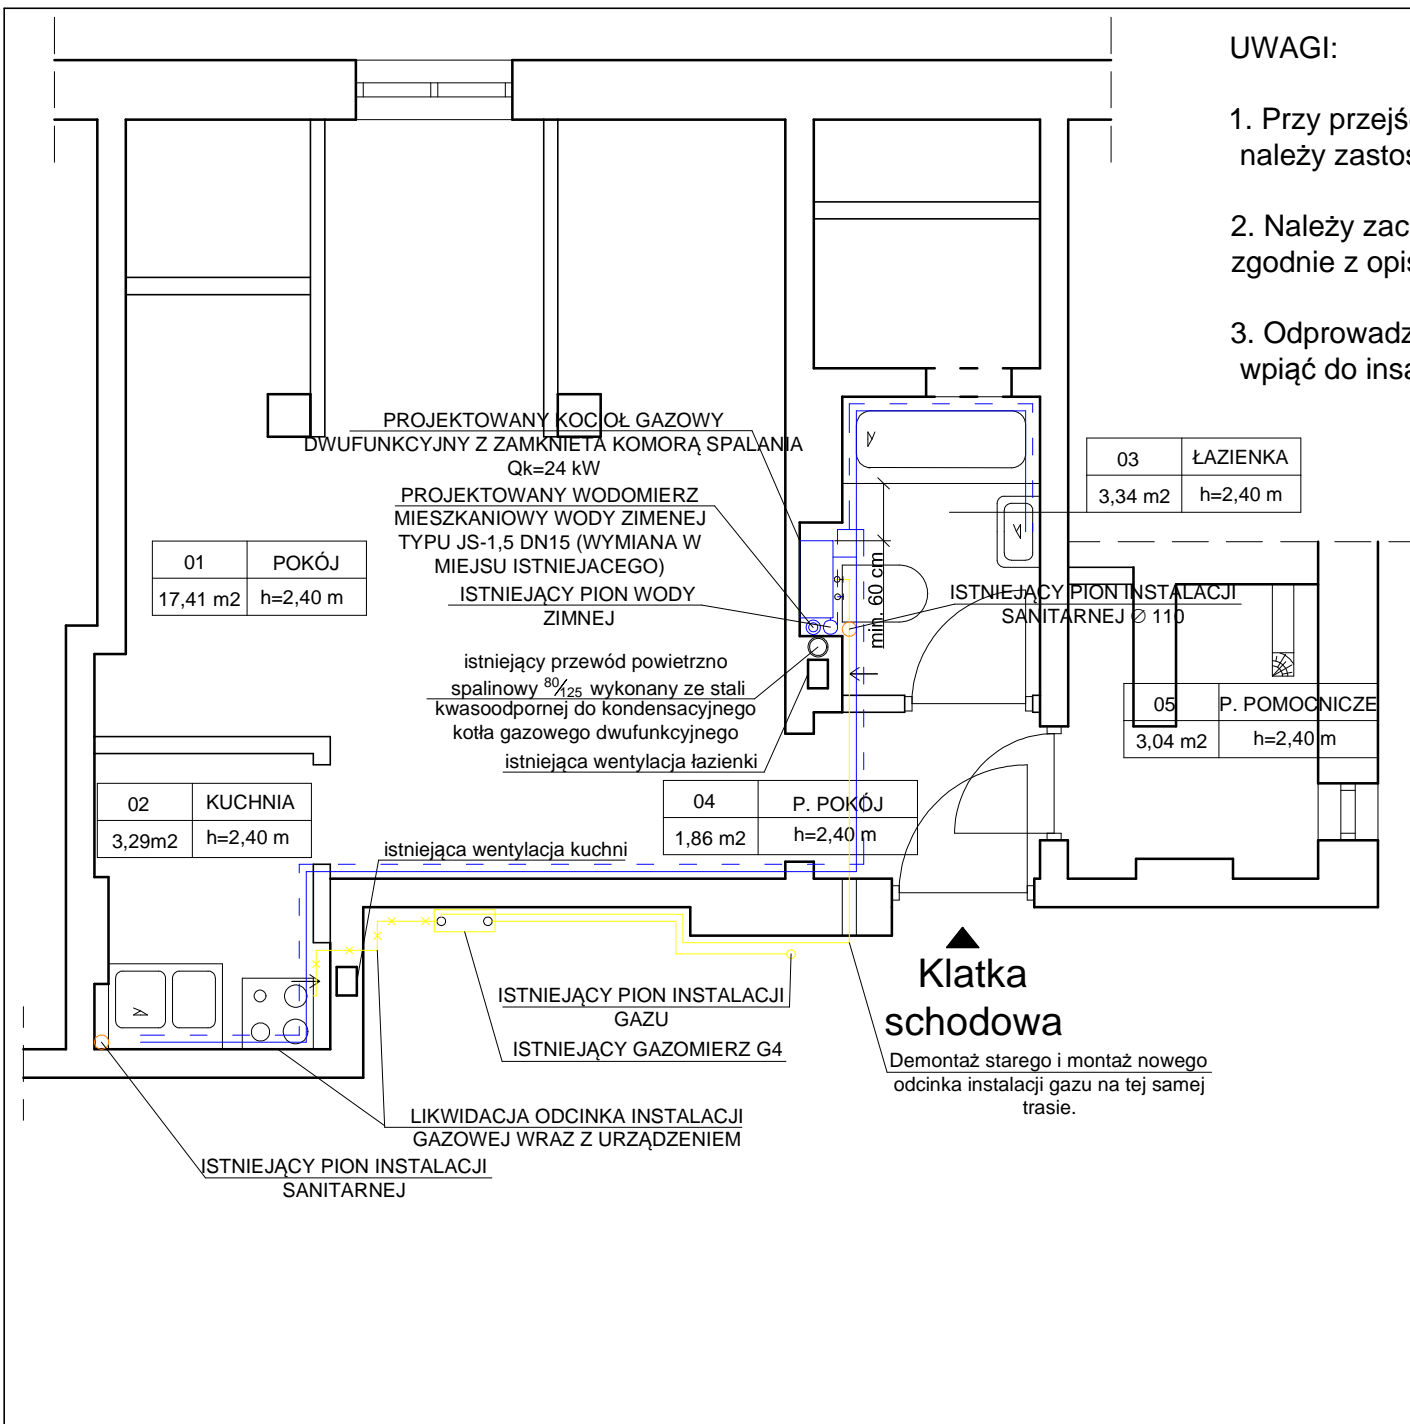 UWAGI:
1. Przy przejś
należy zastos
2. Należy zac
zgodnie z opis
3. Odprowadz
wpiąć do insa
PROJEKTOWANY KOCIOŁ GAZOWY
DWUFUNKCYJNY Z ZAMKNIETA KOMORĄ SPALANIA
Qk=24 kW
PROJEKTOWANY WODOMIERZ
MIESZKANIOWY WODY ZIMENEJ
TYPU JS-1,5 DN15 (WYMIANA W
MIEJSU ISTNIEJACEGO)
ISTNIEJĄCY PION WODY
ZIMNEJ
istniejący przewód powietrzno
spalinowy 80/125 wykonany ze stali
kwasoodpornej do kondensacyjnego
kotła gazowego dwufunkcyjnego
istniejąca wentylacja łazienki
03 ŁAZIENKA
3,34 m2 h=2,40 m
01 POKÓJ
17,41 m2 h=2,40 m
min. 60 cm
ISTNIEJĄCY PION INSTALACJI
SANITARNEJ ∅ 110
05 P. POMOCNICZE
3,04 m2 h=2,40 m
02 KUCHNIA
3,29m2 h=2,40 m
04 P. POKÓJ
1,86 m2 h=2,40 m
istniejąca wentylacja kuchni
ISTNIEJĄCY PION INSTALACJI
GAZU
ISTNIEJĄCY GAZOMIERZ G4
Klatka
schodowa
Demontaż starego i montaż nowego
odcinka instalacji gazu na tej samej
trasie.
LIKWIDACJA ODCINKA INSTALACJI
GAZOWEJ WRAZ Z URZĄDZENIEM
ISTNIEJĄCY PION INSTALACJI
SANITARNEJ